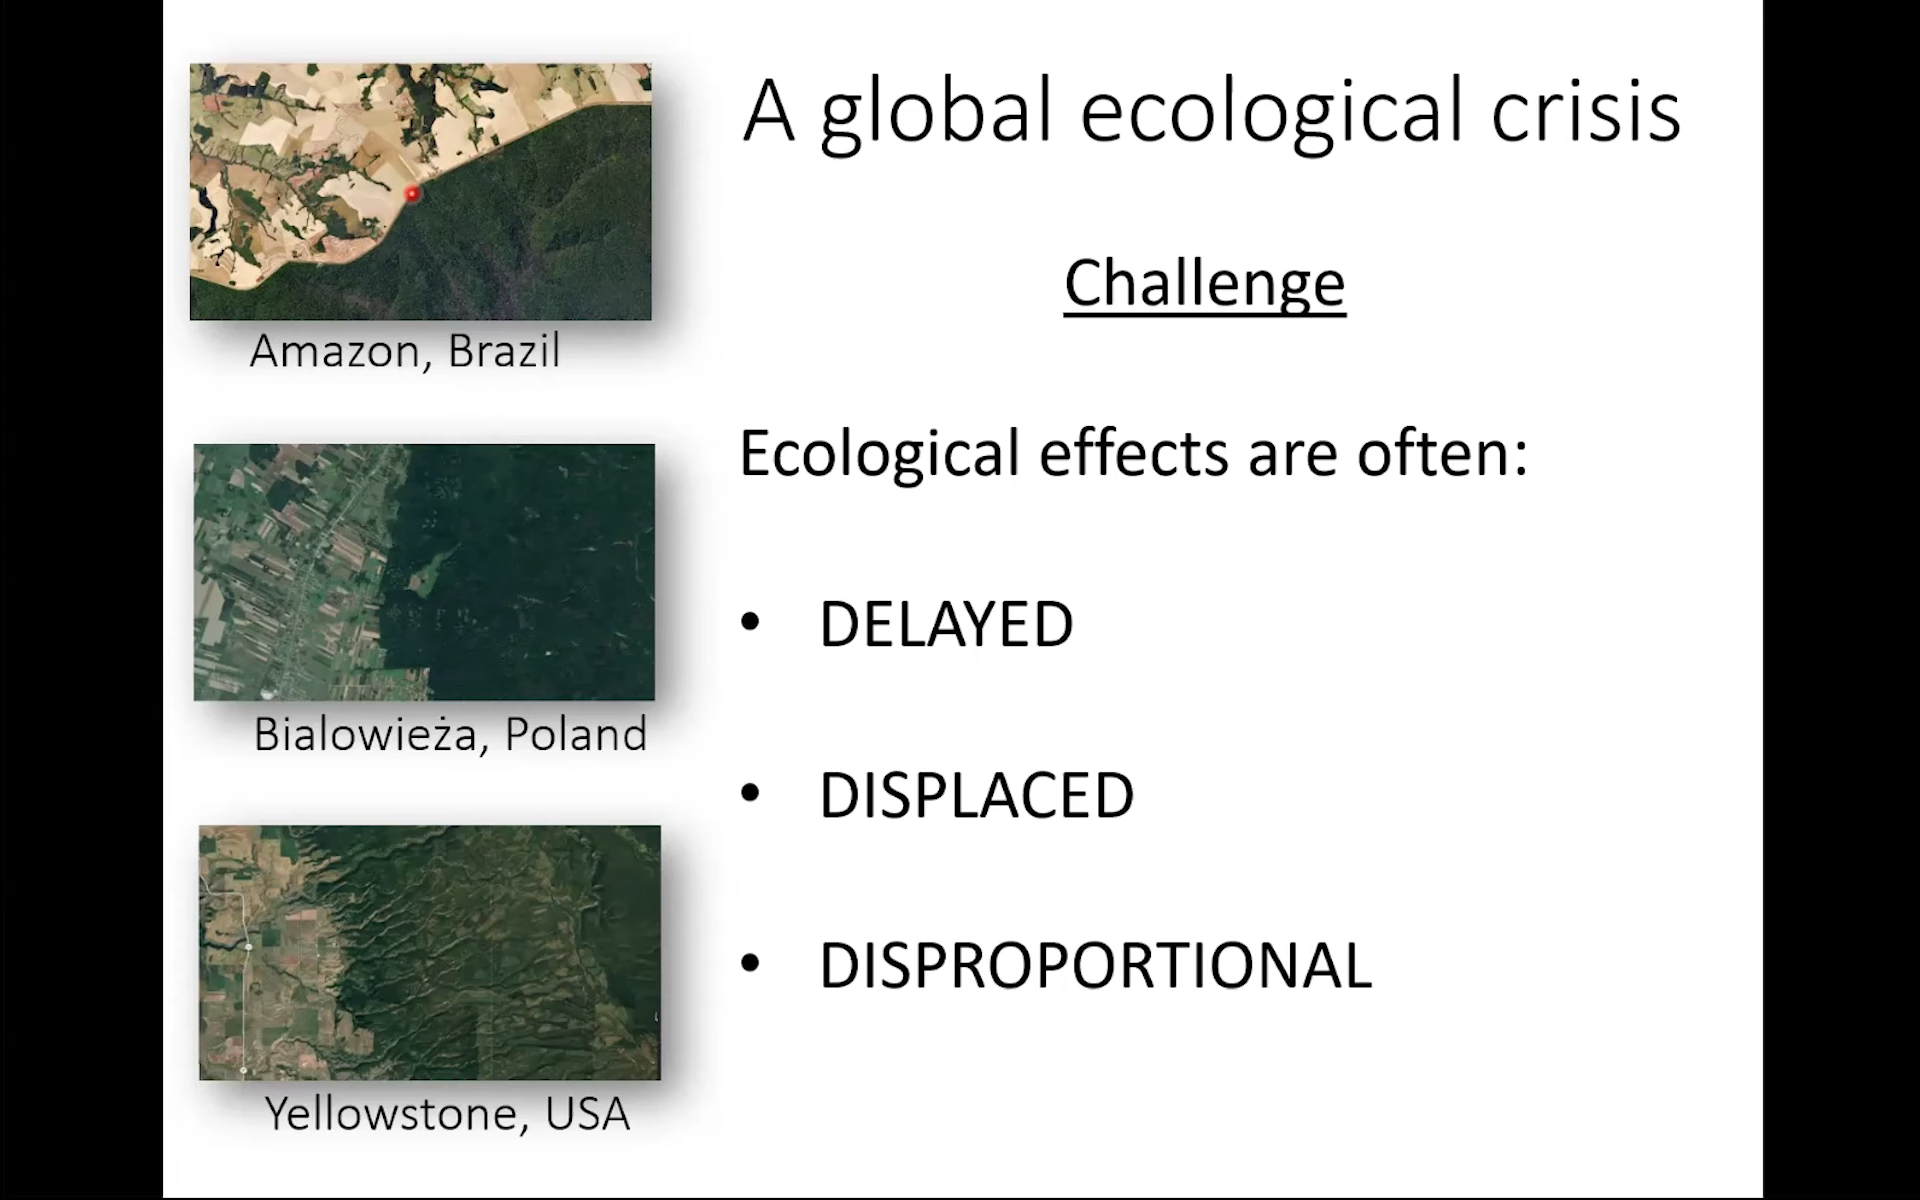 A global ecological crisis
Challenge
Ecological effects are often:
• DELAYED
• DISPLACED
• DISPROPORTIONAL
Amazon, Brazil
Bialowieża, Poland
Yellowstone, USA